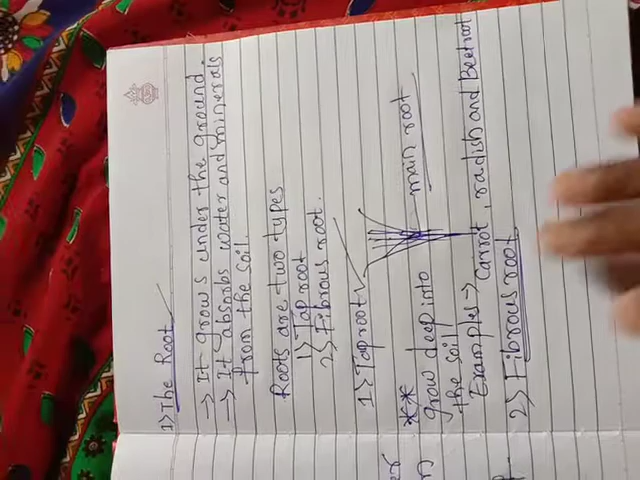 1) The Root
→ It grows under the ground.
→ It absorbs water and minerals
from the soil.
Roots are two types
1) Tap root
2) Fibrous root.
1) Tap root
** main root
grow deep into
the soil
Examples → Carrot, radish and Beetroot
2) Fibrous root